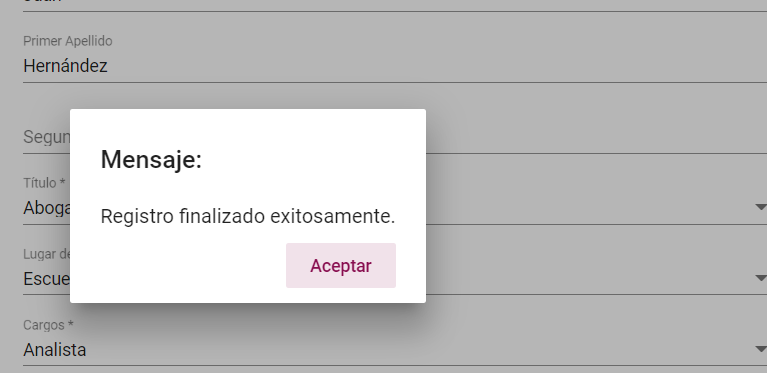 Primer Apellido
Hernández
Mensaje:
Título *
Registro finalizado exitosamente.
Aceptar
Cargos *
Analista